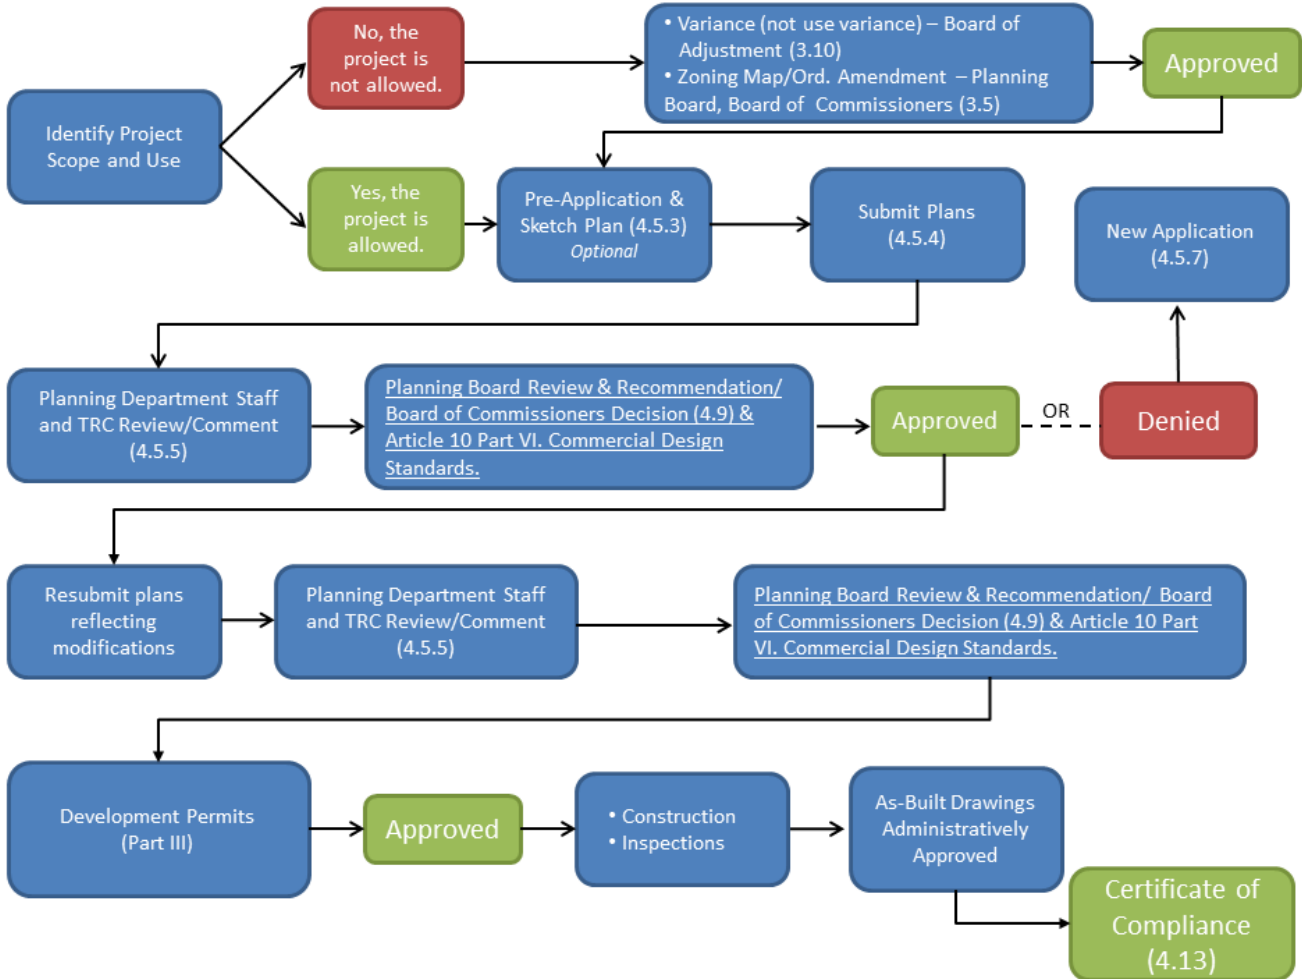 No, the
project is
not allowed.
• Variance (not use variance) – Board of
Adjustment (3.10)
• Zoning Map/Ord. Amendment – Planning
Board, Board of Commissioners (3.5)
Approved
Identify Project
Scope and Use
Yes, the
project is
allowed.
Pre-Application &
Sketch Plan (4.5.3)
Optional
Submit Plans
(4.5.4)
New Application
(4.5.7)
Planning Department Staff
and TRC Review/Comment
(4.5.5)
Planning Board Review & Recommendation/
Board of Commissioners Decision (4.9) &
Article 10 Part VI. Commercial Design
Standards.
Approved
OR
Denied
Resubmit plans
reflecting
modifications
Planning Department Staff
and TRC Review/Comment
(4.5.5)
Planning Board Review & Recommendation/ Board
of Commissioners Decision (4.9) & Article 10 Part
VI. Commercial Design Standards.
Development Permits
(Part III)
Approved
• Construction
• Inspections
As-Built Drawings
Administratively
Approved
Certificate of
Compliance
(4.13)